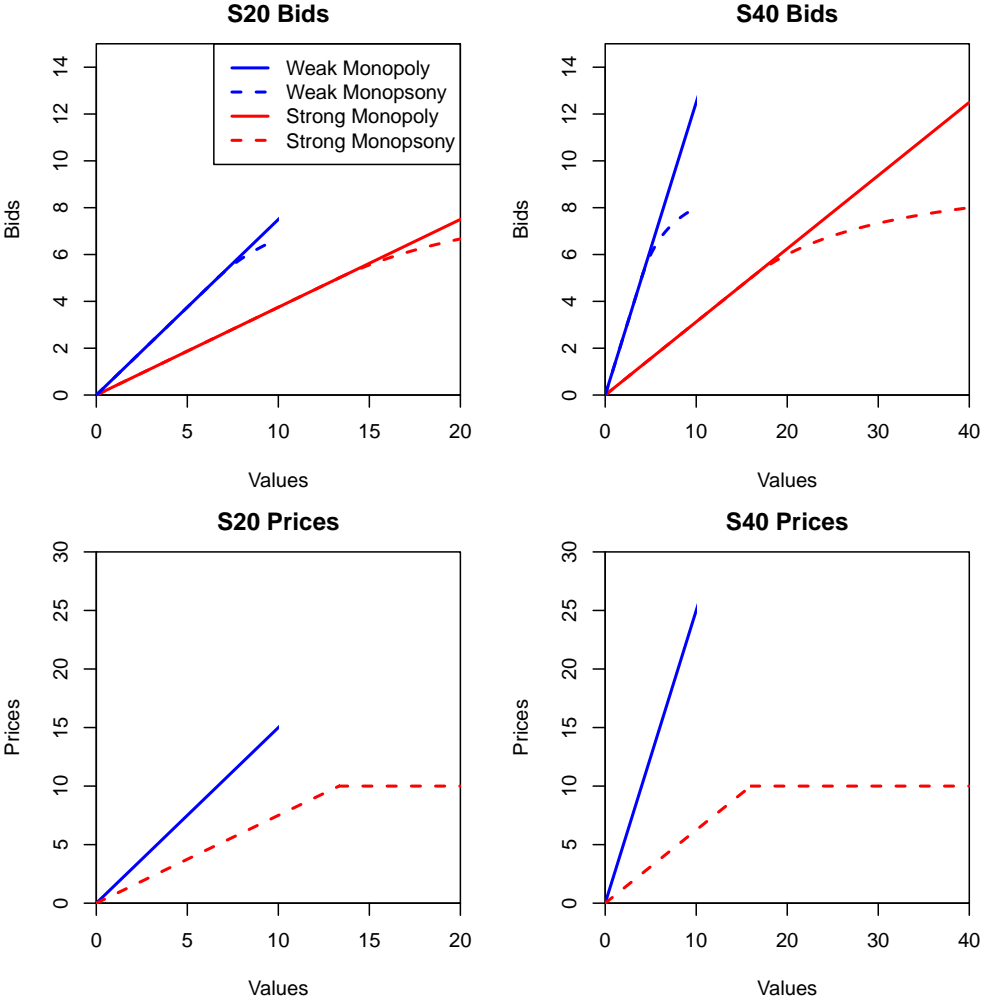 S20 Bids
Bids
14
12
10
8
6
4
2
0
Weak Monopoly
Weak Monopsony
Strong Monopoly
Strong Monopsony
0 5 10 15 20
Values
S40 Bids
Bids
14
12
10
8
6
4
2
0
0 10 20 30 40
Values
S20 Prices
Prices
30
25
20
15
10
5
0
0 5 10 15 20
Values
S40 Prices
Prices
30
25
20
15
10
5
0
0 10 20 30 40
Values